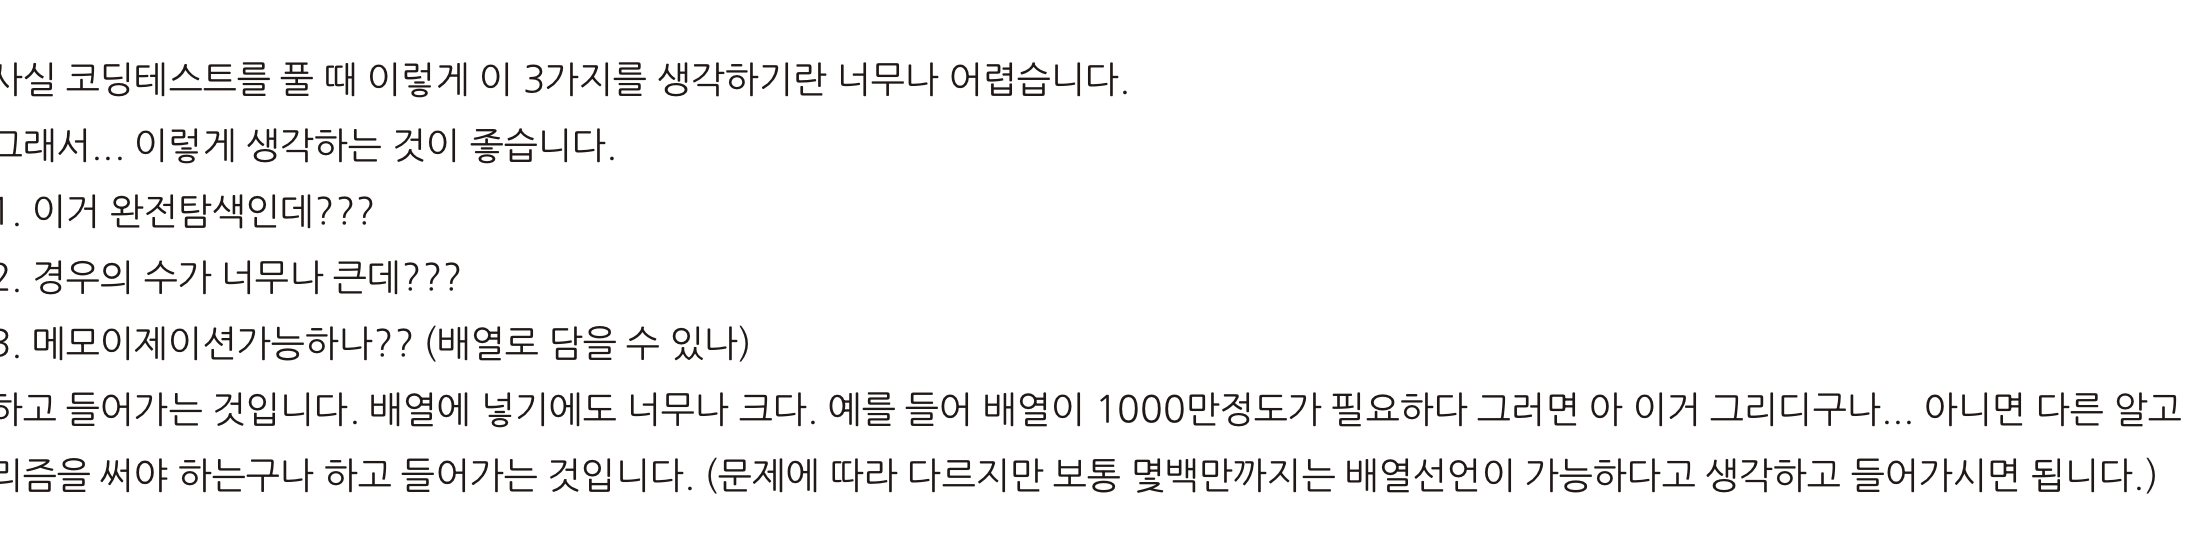 사실 코딩테스트를 풀 때 이렇게 이 3가지를 생각하기란 너무나 어렵습니다.
그래서... 이렇게 생각하는 것이 좋습니다.
1. 이거 완전탐색인데???
2. 경우의 수가 너무나 큰데???
3. 메모이제이션가능하나?? (배열로 담을 수 있나)
하고 들어가는 것입니다. 배열에 넣기에도 너무나 크다. 예를 들어 배열이 1000만정도가 필요하다 그러면 아 이거 그리디구나... 아니면 다른 알고
리즘을 써야 하는구나 하고 들어가는 것입니다. (문제에 따라 다르지만 보통 몇백만까지는 배열선언이 가능하다고 생각하고 들어가시면 됩니다.)